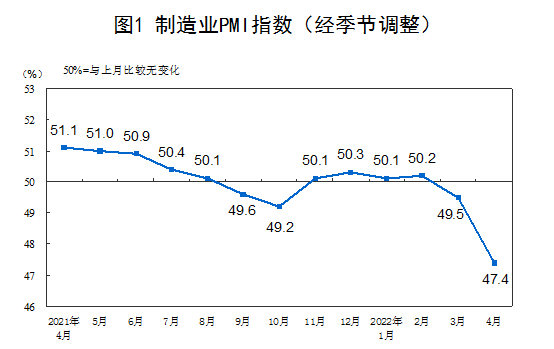 图1 制造业PMI指数（经季节调整）
（%）
50%=与上月比较无变化
53
52
51
50
49
48
47
46
51.1
51.0
50.9
50.4
50.1
49.6
49.2
50.1
50.3
50.1
50.2
49.5
47.4
2021年
4月
5月
6月
7月
8月
9月
10月
11月
12月
2022年
1月
2月
3月
4月